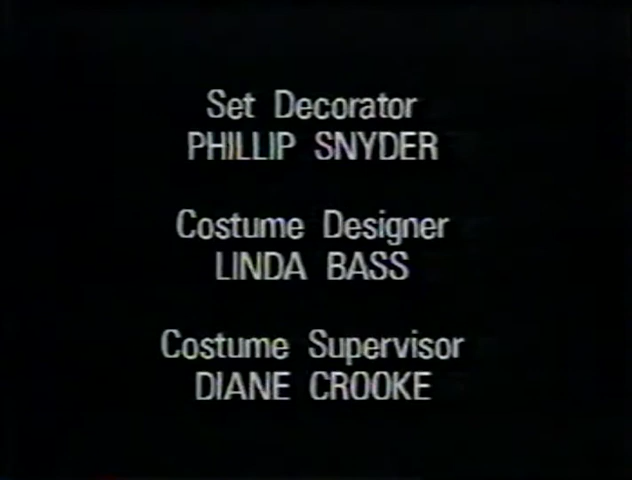 Set Decorator
PHILLIP SNYDER
Costume Designer
LINDA BASS
Costume Supervisor
DIANE CROOKE